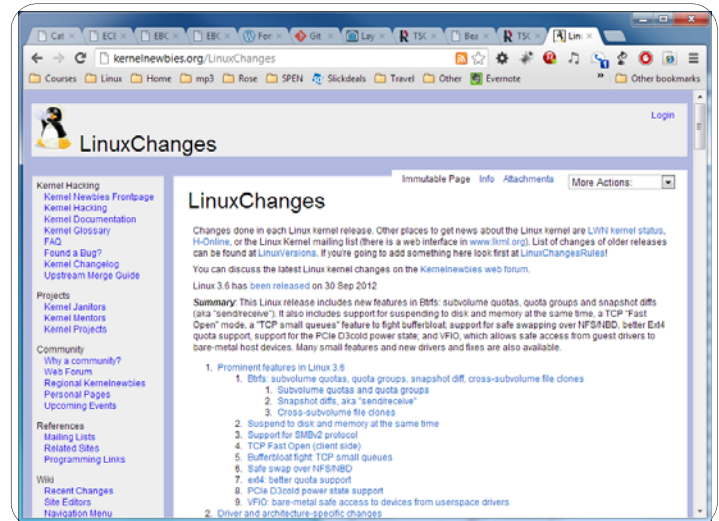 Cat
ECE
EBC
EBC
For
Git
Lay
TSC
Bea
TSC
Lin
kernelnewbies.org/LinuxChanges
Courses Linux Home mp3 Rose SPEN Slickdeals Travel Other Evernote » Other bookmarks
Login
LinuxChanges
Immutable Page Info Attachments More Actions:
Kernel Hacking
Kernel Newbies Frontpage
Kernel Hacking
Kernel Documentation
Kernel Glossary
FAQ
Found a Bug?
Kernel Changelog
Upstream Merge Guide
Projects
Kernel Janitors
Kernel Mentors
Kernel Projects
Community
Why a community?
Web Forum
Regional Kernelnewbies
Personal Pages
Upcoming Events
References
Mailing Lists
Related Sites
Programming Links
Wiki
Recent Changes
Site Editors
Navigation Menu
LinuxChanges
Changes done in each Linux kernel release. Other places to get news about the Linux kernel are LWN kernel status,
H-Online, or the Linux Kernel mailing list (there is a web interface in www.lkml.org). List of changes of older releases
can be found at LinuxVersions. If you're going to add something here look first at LinuxChangesRules!
You can discuss the latest Linux kernel changes on the Kernelnewbies web forum.
Linux 3.6 has been released on 30 Sep 2012
Summary: This Linux release includes new features in Btrfs: subvolume quotas, quota groups and snapshot diffs
(aka "send/receive"). It also includes support for suspending to disk and memory at the same time, a TCP "Fast
Open" mode, a "TCP small queues" feature to fight bufferbloat; support for safe swapping over NFS/NBD, better Ext4
quota support, support for the PCIe D3cold power state; and VFIO, which allows safe access from guest drivers to
bare-metal host devices. Many small features and new drivers and fixes are also available.
1. Prominent features in Linux 3.6
1. Btrfs: subvolume quotas, quota groups, snapshot diff, cross-subvolume file clones
1. Subvolume quotas and quota groups
2. Snapshot diffs, aka "send/receive"
3. Cross-subvolume file clones
2. Suspend to disk and memory at the same time
3. Support for SMBv2 protocol
4. TCP Fast Open (client side)
5. Bufferbloat fight: TCP small queues
6. Safe swap over NFS/NBD
7. ext4: better quota support
8. PCIe D3cold power state support
9. VFIO: bare-metal safe access to devices from userspace drivers
2. Driver and architecture-specific changes